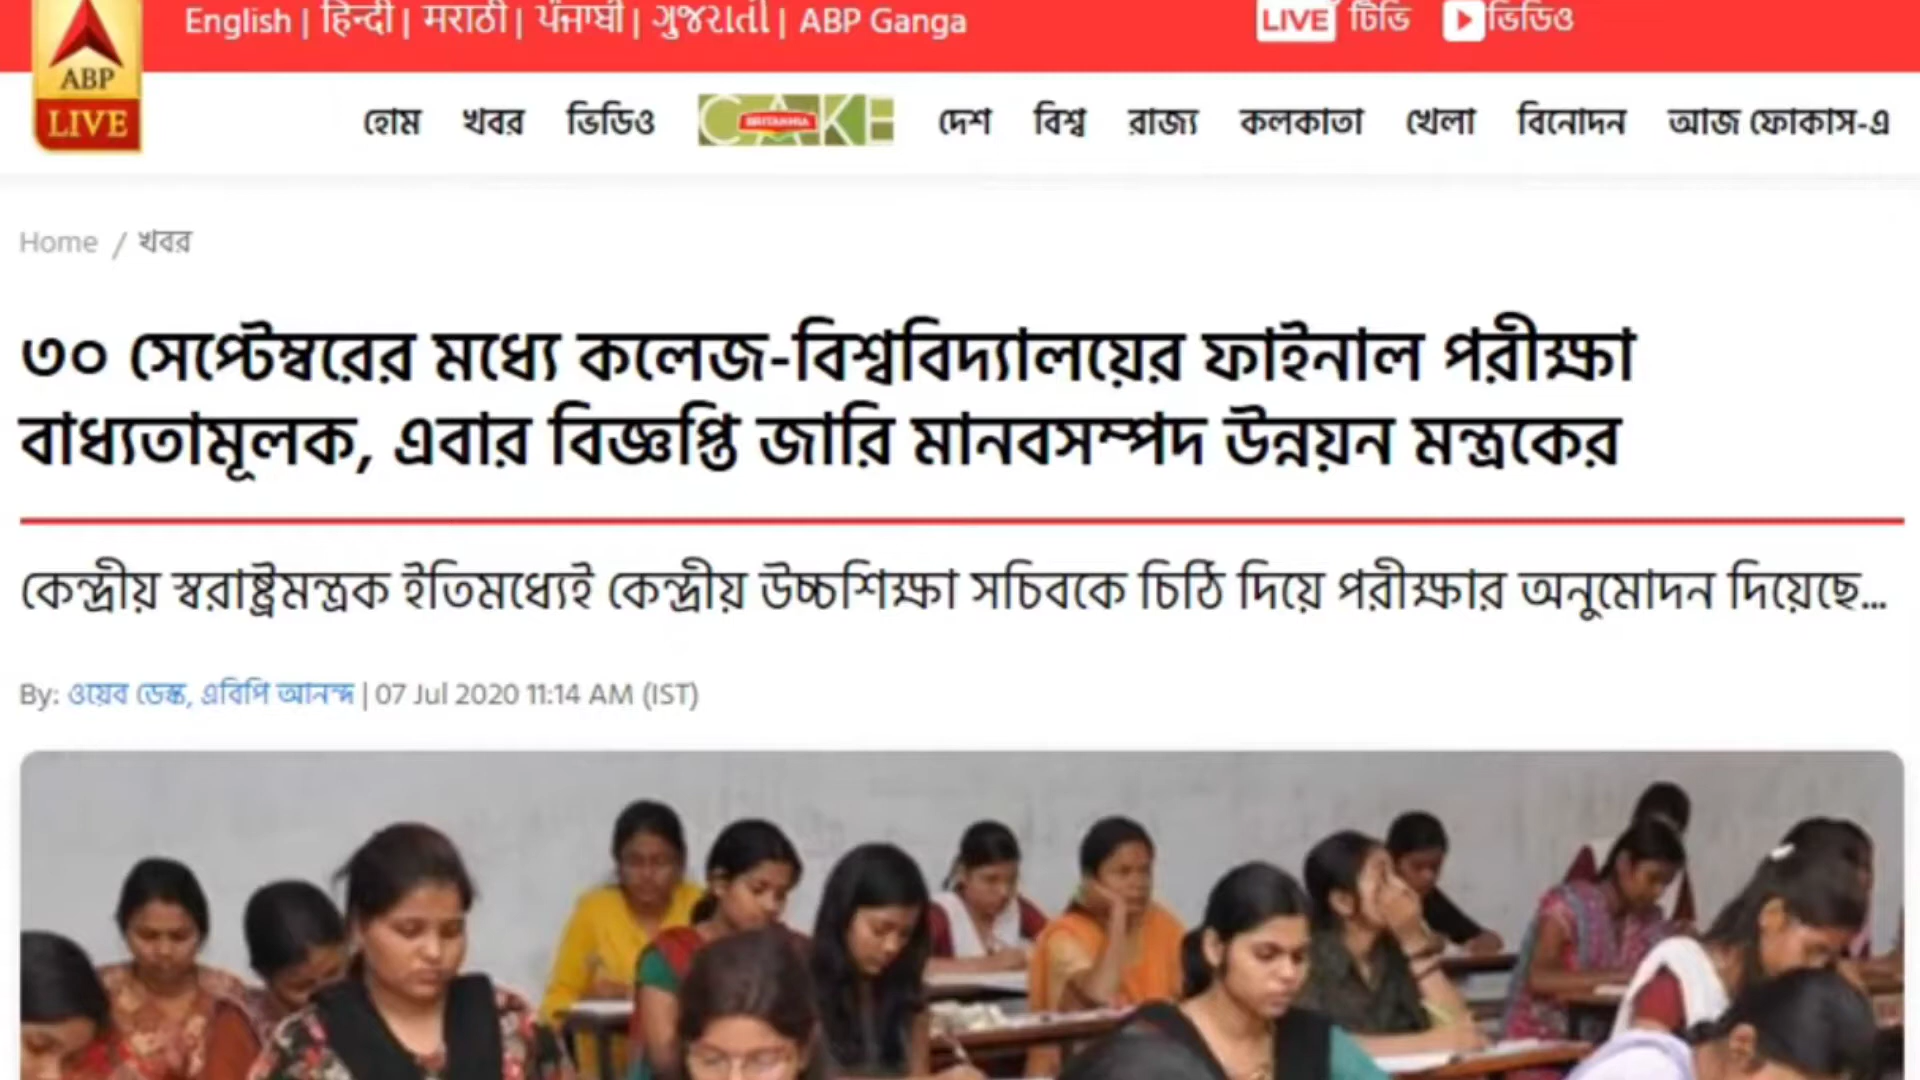 English | हिन्दी | मराठी | ਪੰਜਾਬੀ | ગુજરાતી | ABP Ganga
LIVE টিভি ভিডিও
ABP
LIVE
হোম খবর ভিডিও CAKE BRITANNIA দেশ বিশ্ব রাজ্য কলকাতা খেলা বিনোদন আজ ফোকাস-এ
Home / খবর
৩০ সেপ্টেম্বরের মধ্যে কলেজ-বিশ্ববিদ্যালয়ের ফাইনাল পরীক্ষা
বাধ্যতামূলক, এবার বিজ্ঞপ্তি জারি মানবসম্পদ উন্নয়ন মন্ত্রকের
কেন্দ্রীয় স্বরাষ্ট্রমন্ত্রক ইতিমধ্যেই কেন্দ্রীয় উচ্চশিক্ষা সচিবকে চিঠি দিয়ে পরীক্ষার অনুমোদন দিয়েছে...
By: ওয়েব ডেস্ক, এবিপি আনন্দ | 07 Jul 2020 11:14 AM (IST)